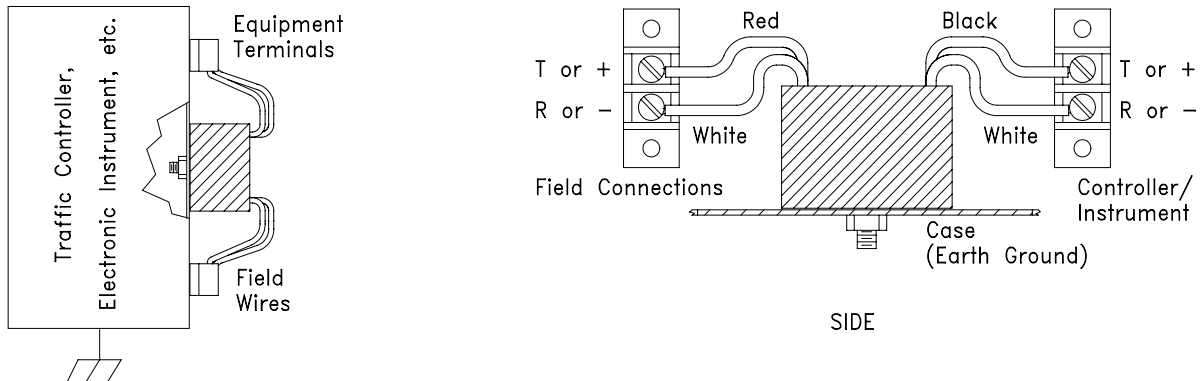 Equipment
Terminals
Traffic Controller,
Electronic Instrument, etc.
Field
Wires
Red
Black
T or +
T or +
R or -
R or -
White
White
Field Connections
Controller/
Instrument
Case
(Earth Ground)
SIDE